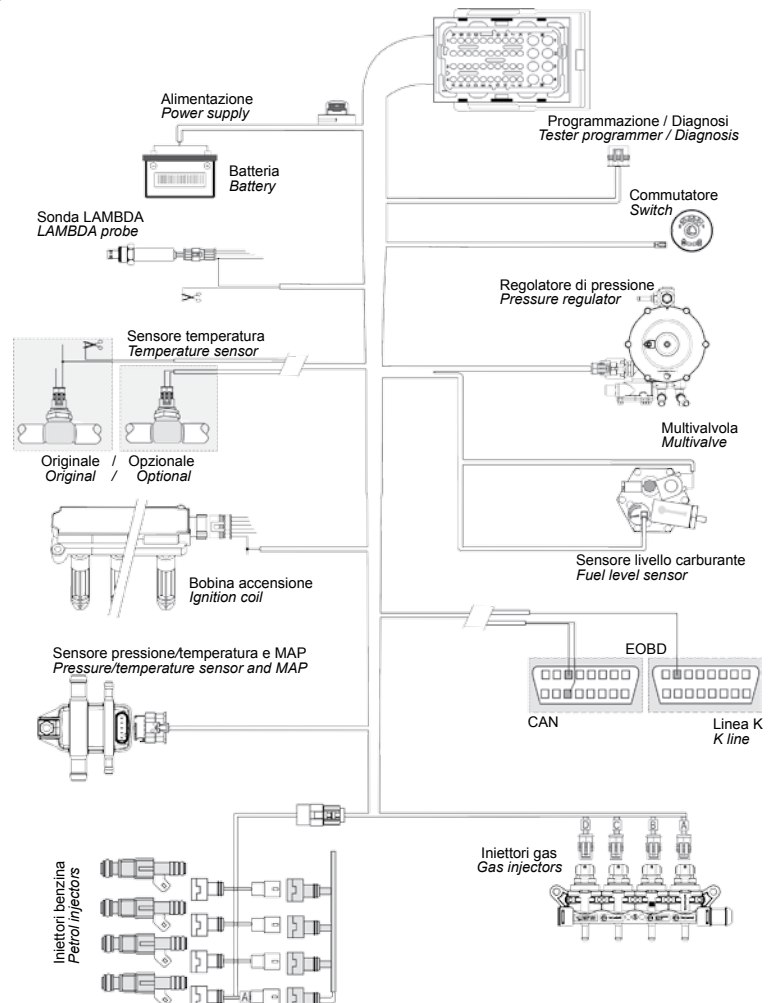 Alimentazione
Power supply
Programmazione / Diagnosi
Tester programmer / Diagnosis
Batteria
Battery
Commutatore
Switch
Sonda LAMBDA
LAMBDA probe
Regolatore di pressione
Pressure regulator
Sensore temperatura
Temperature sensor
Multivalvola
Multivalve
Originale / Opzionale
Original / Optional
Sensore livello carburante
Fuel level sensor
Bobina accensione
Ignition coil
EOBD
Sensore pressione/temperatura e MAP
Pressure/temperature sensor and MAP
CAN
Linea K
K line
D C B A
Iniettori gas
Gas injectors
Iniettori benzina
Petrol injectors
A